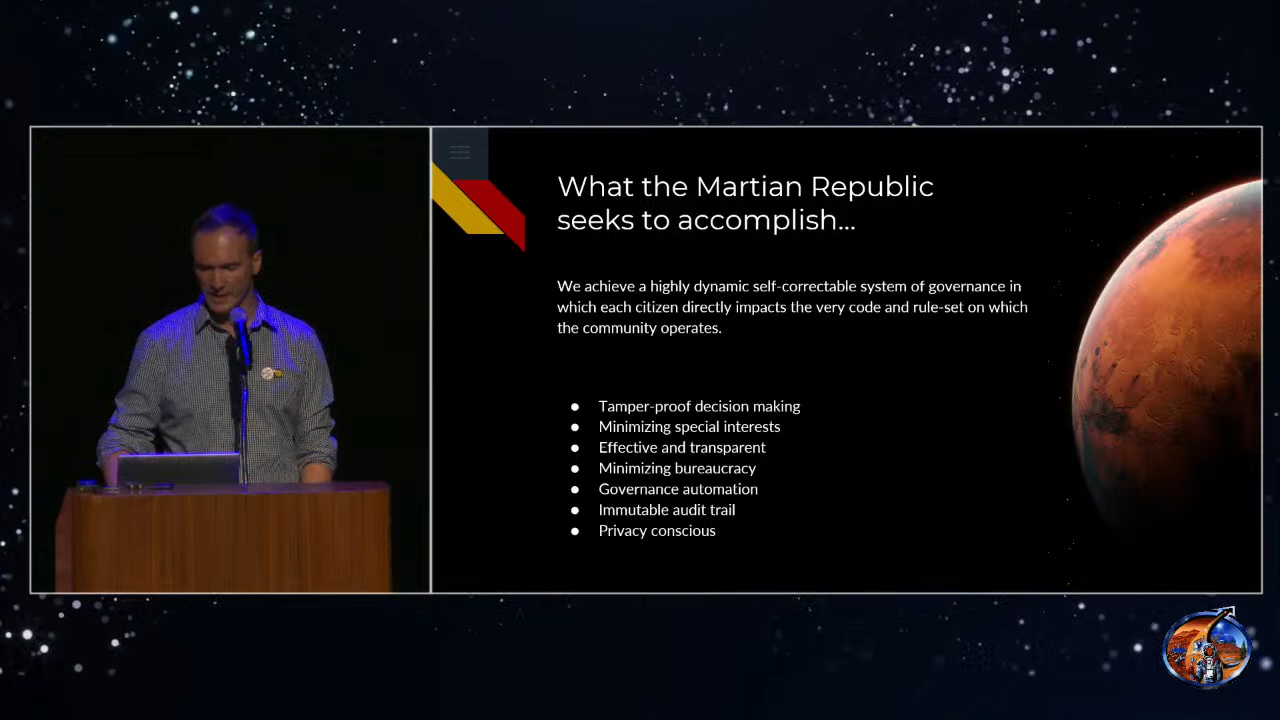 What the Martian Republic
seeks to accomplish...
We achieve a highly dynamic self-correctable system of governance in
which each citizen directly impacts the very code and rule-set on which
the community operates.
● Tamper-proof decision making
● Minimizing special interests
● Effective and transparent
● Minimizing bureaucracy
● Governance automation
● Immutable audit trail
● Privacy conscious